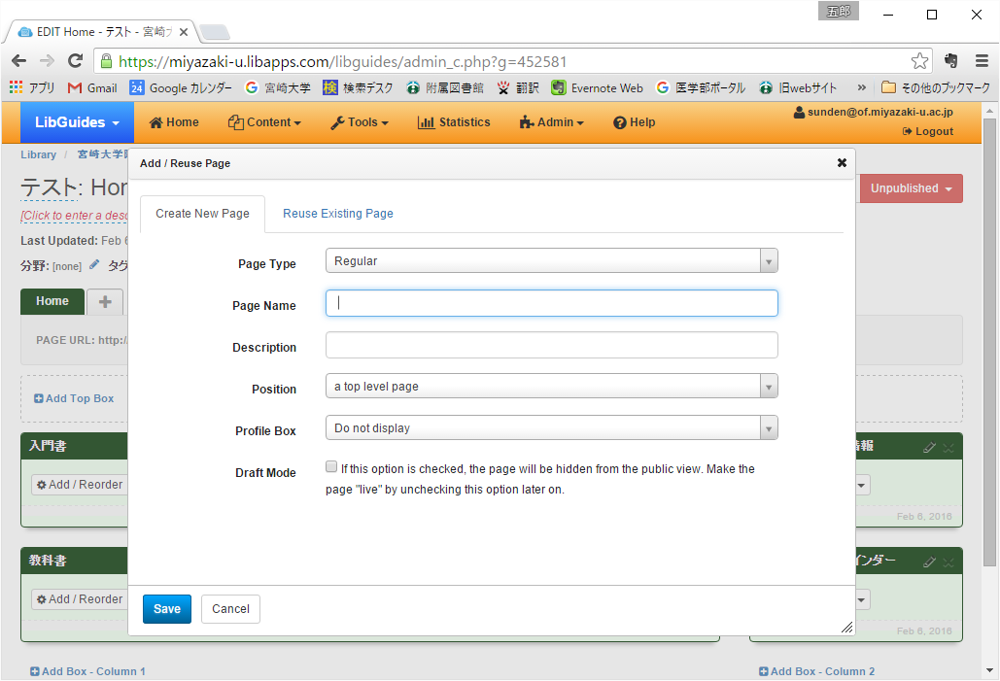 五郎
EDIT Home - テスト - 宮崎大
https://miyazaki-u.libapps.com/libguides/admin_c.php?g=452581
アプリ Gmail 24 Google カレンダー 宮崎大学 検 検索デスク 附属図書館 翻訳 Evernote Web 医学部ポータル 旧webサイト » その他のブックマーク
LibGuides Home Content Tools Statistics Admin Help
sunden@of.miyazaki-u.ac.jp
Logout
Library / 宮崎大学附
Add / Reuse Page
テスト: Hom
Unpublished
[Click to enter a desc
Create New Page Reuse Existing Page
Last Updated: Feb 6
分野: [none] タグ
Page Type Regular
Home
Page Name
PAGE URL: http:/
Description
Position a top level page
Add Top Box
Profile Box Do not display
入門書
情報
Draft Mode If this option is checked, the page will be hidden from the public view. Make the
page "live" by unchecking this option later on.
Add / Reorder
Feb 6, 2016
教科書
インダー
Add / Reorder
Save Cancel
Feb 6, 2016
Add Box - Column 1 Add Box - Column 2